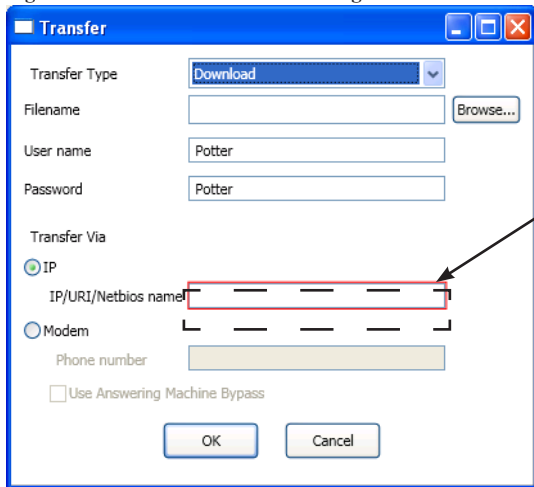 Transfer
Transfer Type Download
Filename Browse...
User name Potter
Password Potter
Transfer Via
IP
IP/URI/Netbios name
Modem
Phone number
Use Answering Machine Bypass
OK Cancel